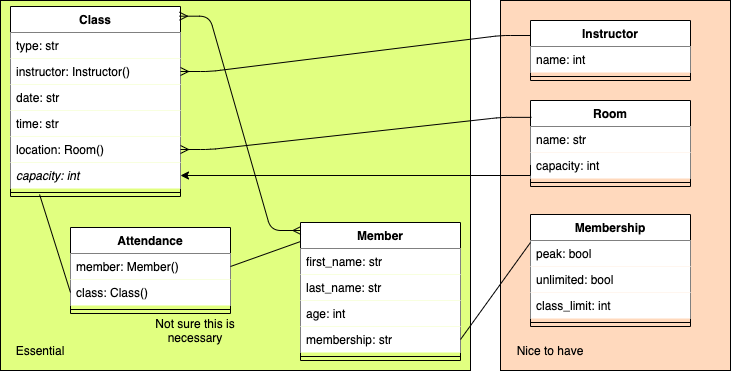 Class
type: str
instructor: Instructor()
date: str
time: str
location: Room()
capacity: int
Attendance
member: Member()
class: Class()
Not sure this is
necessary
Essential
Member
first_name: str
last_name: str
age: int
membership: str
Instructor
name: int
Room
name: str
capacity: int
Membership
peak: bool
unlimited: bool
class_limit: int
Nice to have